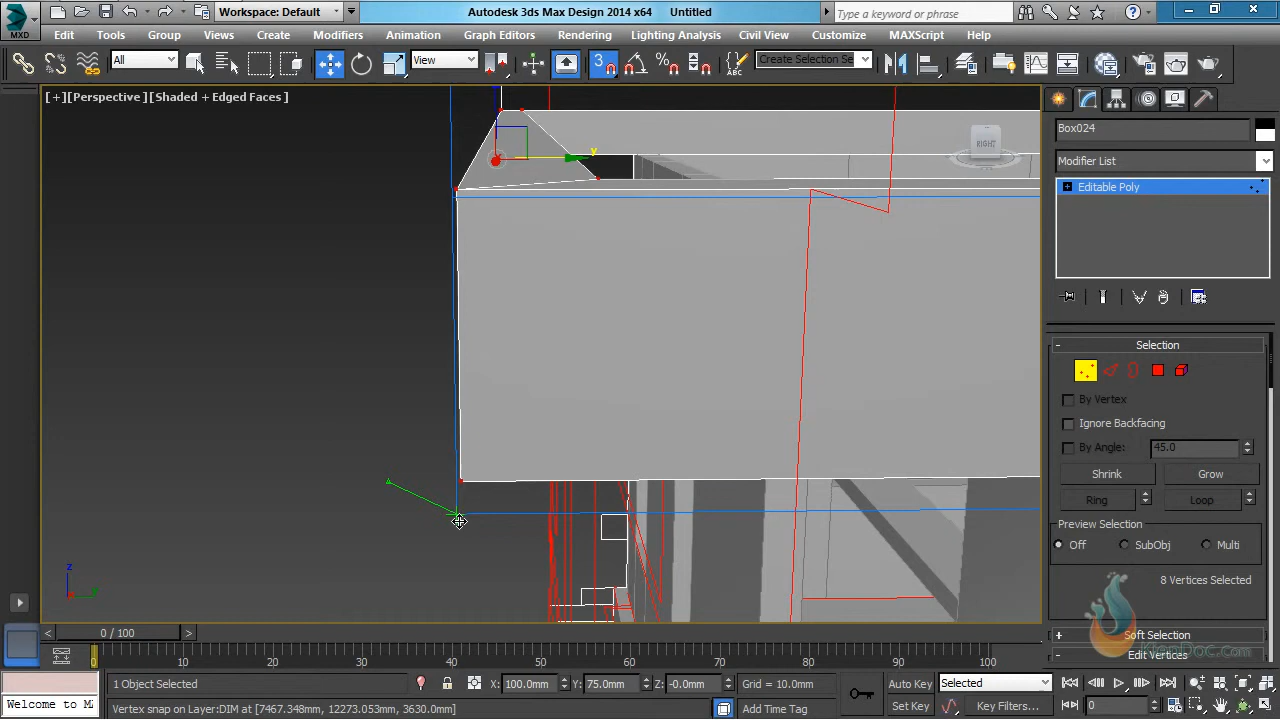 MXD
Workspace: Default
Autodesk 3ds Max Design 2014 x64 Untitled
Type a keyword or phrase
Edit Tools Group Views Create Modifiers Animation Graph Editors Rendering Lighting Analysis Civil View Customize MAXScript Help
All
View
3
Create Selection Se
[+][Perspective][Shaded + Edged Faces]
RIGHT
y
z
Box024
Modifier List
Editable Poly
Selection
By Vertex
Ignore Backfacing
By Angle: 45.0
Shrink Grow
Ring Loop
Preview Selection
Off SubObj Multi
8 Vertices Selected
Soft Selection
Edit Vertices
0 / 100
0 10 20 30 40 50 60 70 80 90 100
1 Object Selected
X: 100.0mm Y: 75.0mm Z: -0.0mm
Grid = 10.0mm
Auto Key
Selected
Welcome to M
Vertex snap on Layer:DIM at [7467.348mm, 12273.053mm, 3630.0mm]
Add Time Tag
Set Key
Key Filters...
0